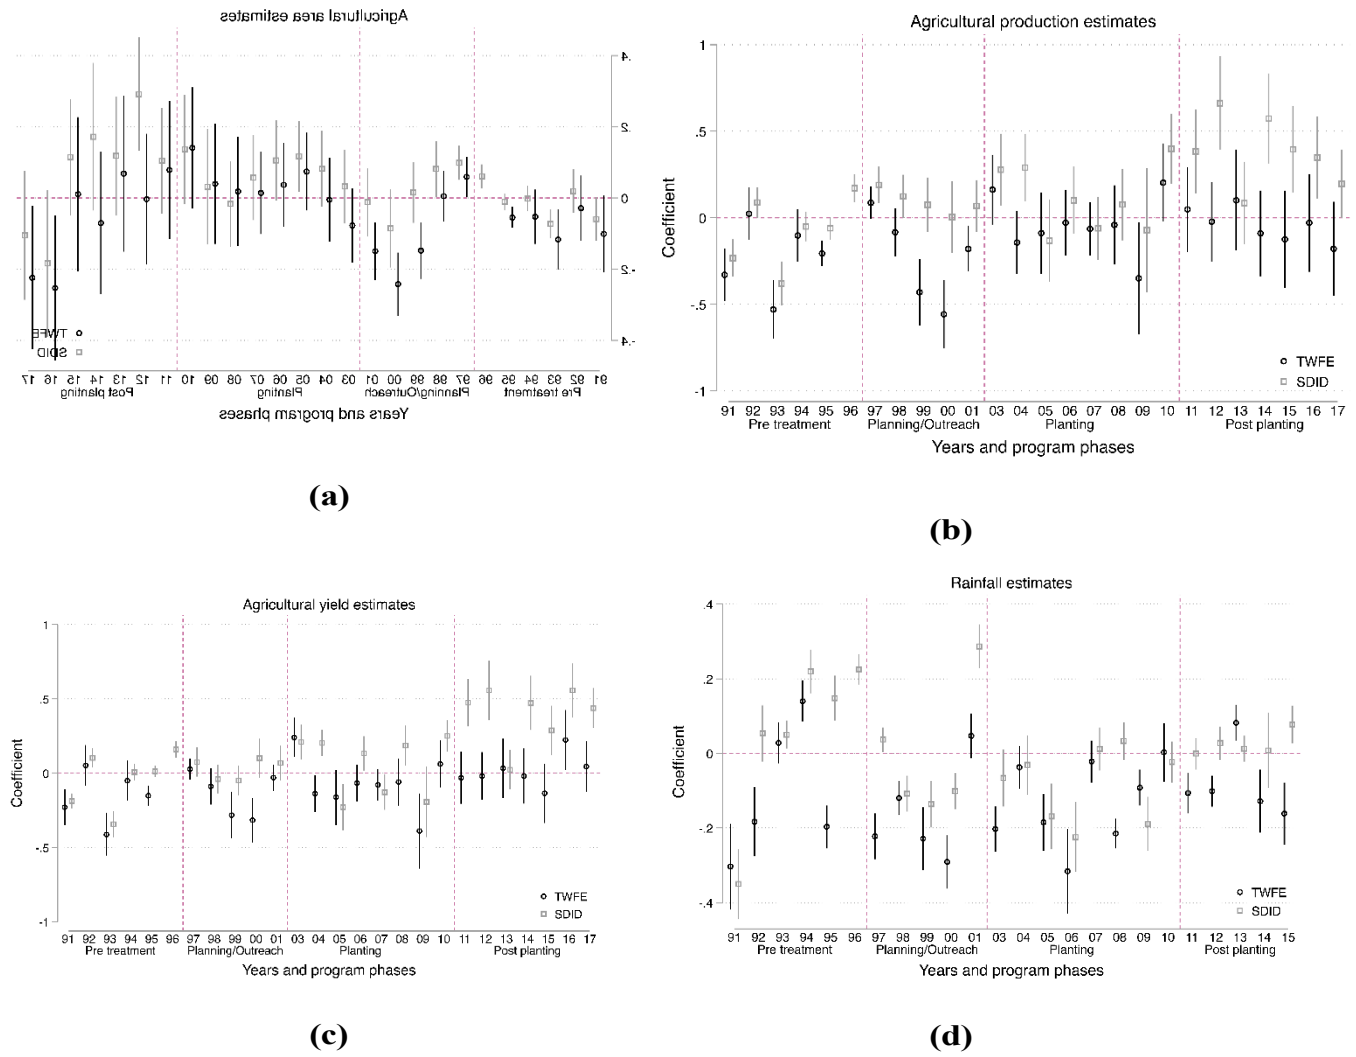 Agricultural area estimates
.4
.2
0
-.2
-.4
TWFE
SDID
91 92 93 94 95 96 97 98 99 00 01 03 04 05 06 07 08 09 10 11 12 13 14 15 16 17
Pre treatment Planning/Outreach Planting Post planting
Years and program phases
(a)
Agricultural production estimates
1
.5
0
-.5
-1
Coefficient
TWFE
SDID
91 92 93 94 95 96 97 98 99 00 01 03 04 05 06 07 08 09 10 11 12 13 14 15 16 17
Pre treatment Planning/Outreach Planting Post planting
Years and program phases
(b)
Agricultural yield estimates
1
.5
0
-.5
-1
Coefficient
TWFE
SDID
91 92 93 94 95 96 97 98 99 00 01 03 04 05 06 07 08 09 10 11 12 13 14 15 16 17
Pre treatment Planning/Outreach Planting Post planting
Years and program phases
(c)
Rainfall estimates
.4
.2
0
-.2
-.4
Coefficient
TWFE
SDID
91 92 93 94 95 96 97 98 99 00 01 03 04 05 06 07 08 09 10 11 12 13 14 15
Pre treatment Planning/Outreach Planting Post planting
Years and program phases
(d)